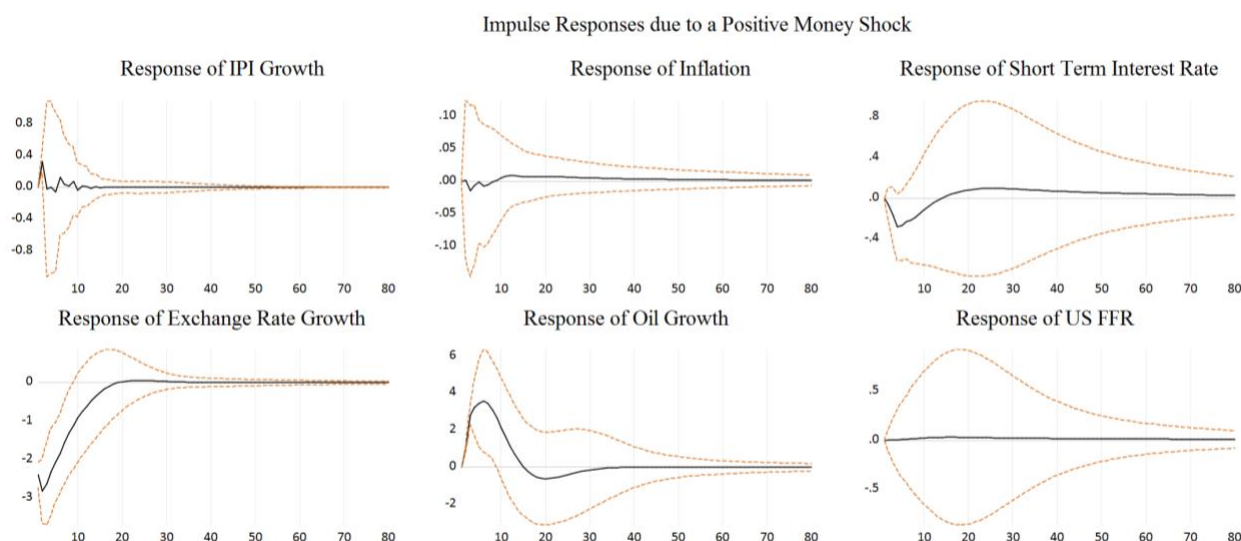 Impulse Responses due to a Positive Money Shock
Response of IPI Growth
0.8
0.4
0.0
-0.4
-0.8
10 20 30 40 50 60 70 80
Response of Inflation
.10
.05
.00
-.05
-.10
10 20 30 40 50 60 70 80
Response of Short Term Interest Rate
.8
.4
.0
-.4
10 20 30 40 50 60 70 80
Response of Exchange Rate Growth
0
-1
-2
-3
10 20 30 40 50 60 70 80
Response of Oil Growth
6
4
2
0
-2
10 20 30 40 50 60 70 80
Response of US FFR
.5
.0
-.5
10 20 30 40 50 60 70 80